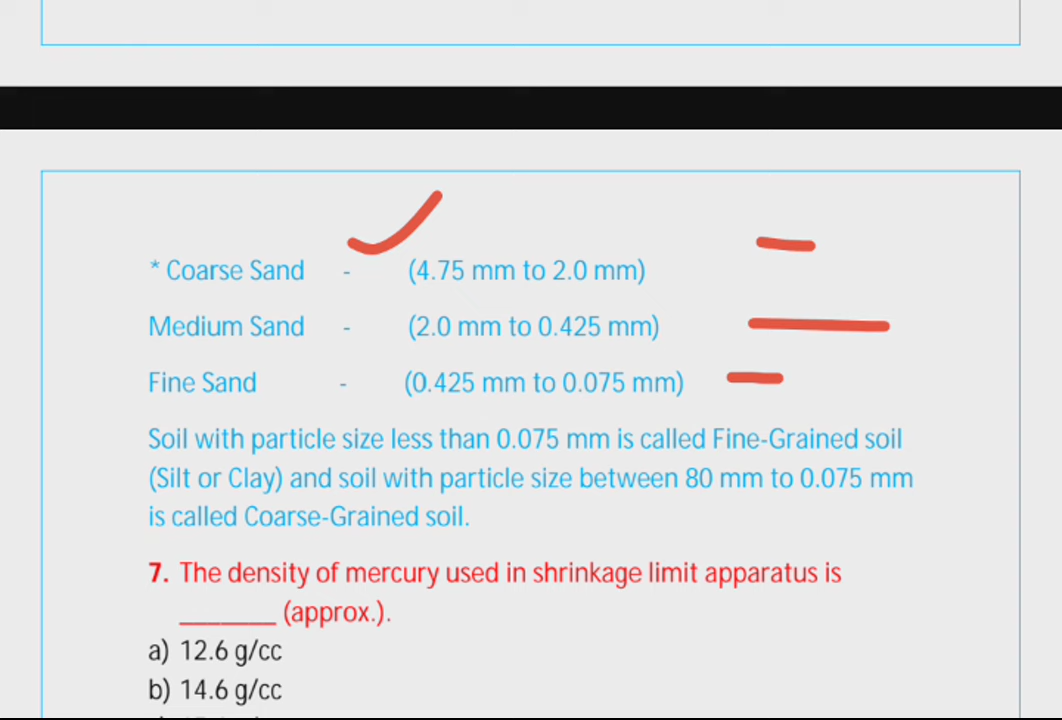 * Coarse Sand - (4.75 mm to 2.0 mm)
Medium Sand - (2.0 mm to 0.425 mm)
Fine Sand - (0.425 mm to 0.075 mm)
Soil with particle size less than 0.075 mm is called Fine-Grained soil
(Silt or Clay) and soil with particle size between 80 mm to 0.075 mm
is called Coarse-Grained soil.
7. The density of mercury used in shrinkage limit apparatus is
_______ (approx.).
a) 12.6 g/cc
b) 14.6 g/cc